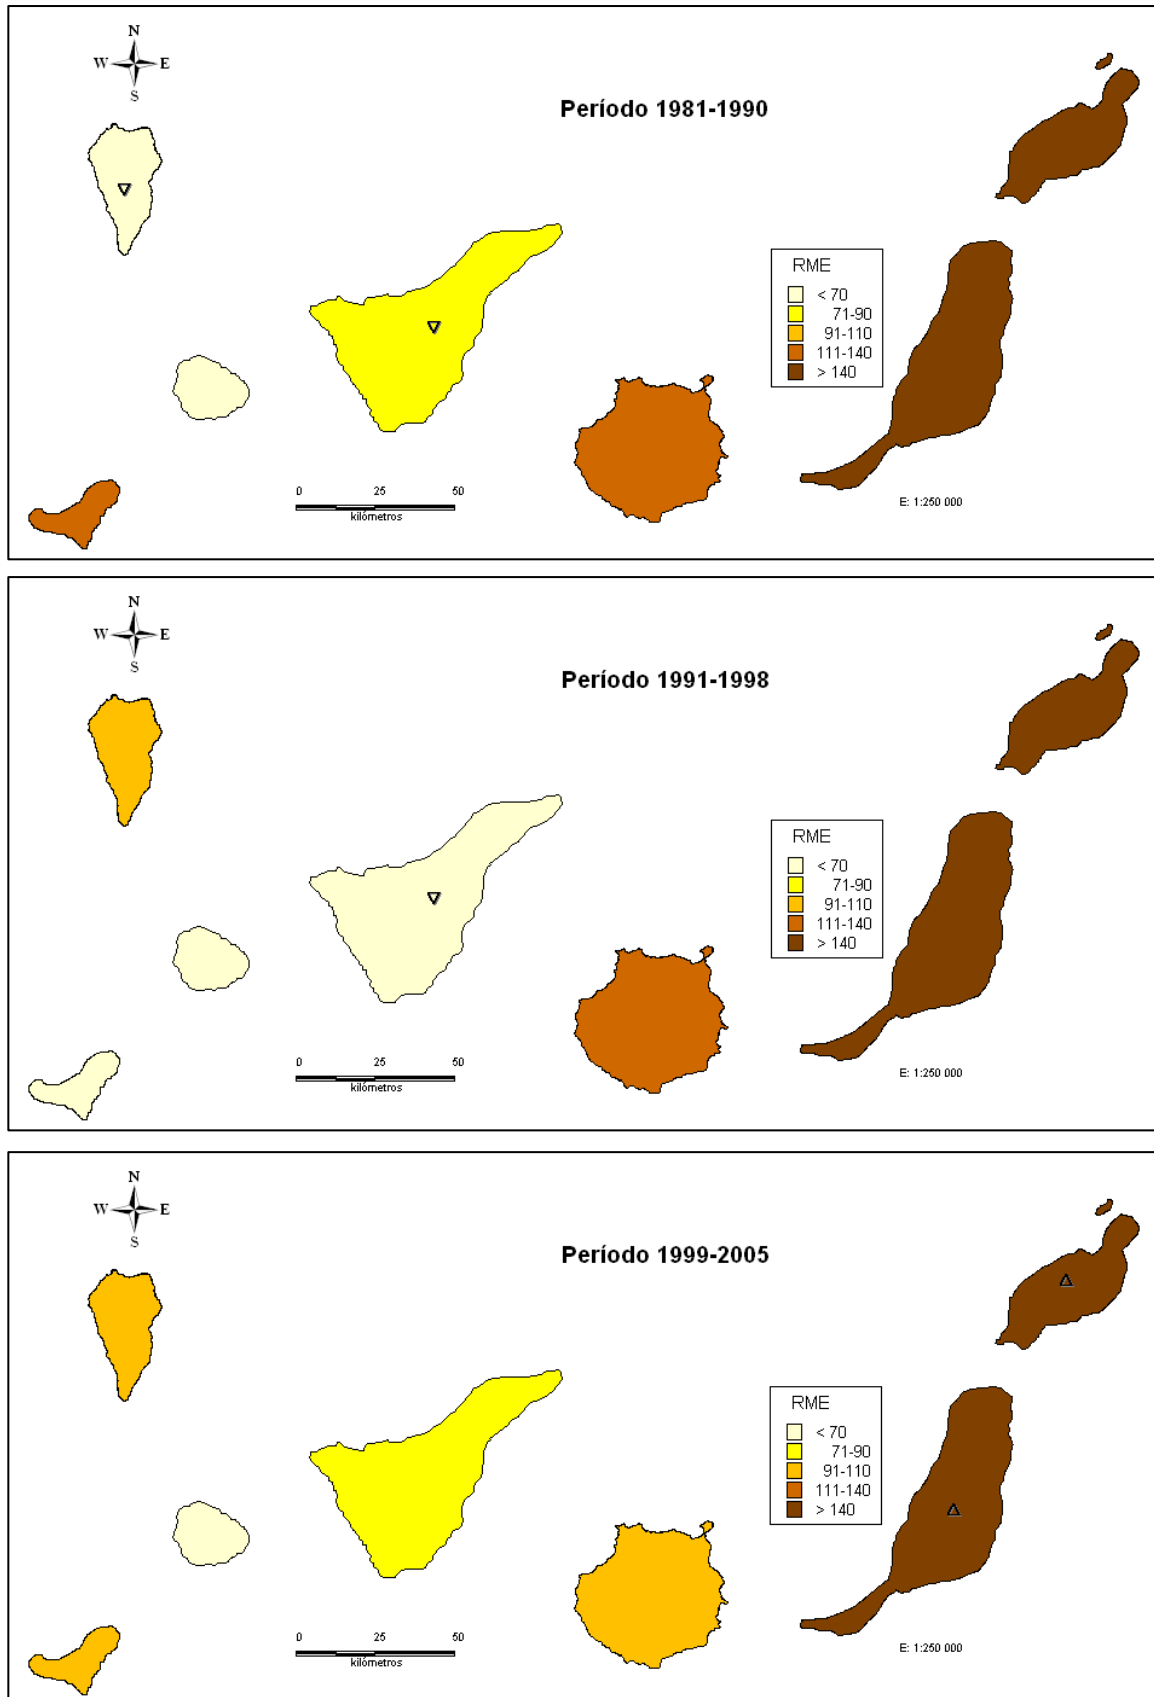 N
W E
S
Período 1981-1990
RME
< 70
71-90
91-110
111-140
> 140
0 25 50
kilómetros
E: 1:250 000
N
W E
S
Período 1991-1998
RME
< 70
71-90
91-110
111-140
> 140
0 25 50
kilómetros
E: 1:250 000
N
W E
S
Período 1999-2005
RME
< 70
71-90
91-110
111-140
> 140
0 25 50
kilómetros
E: 1:250 000